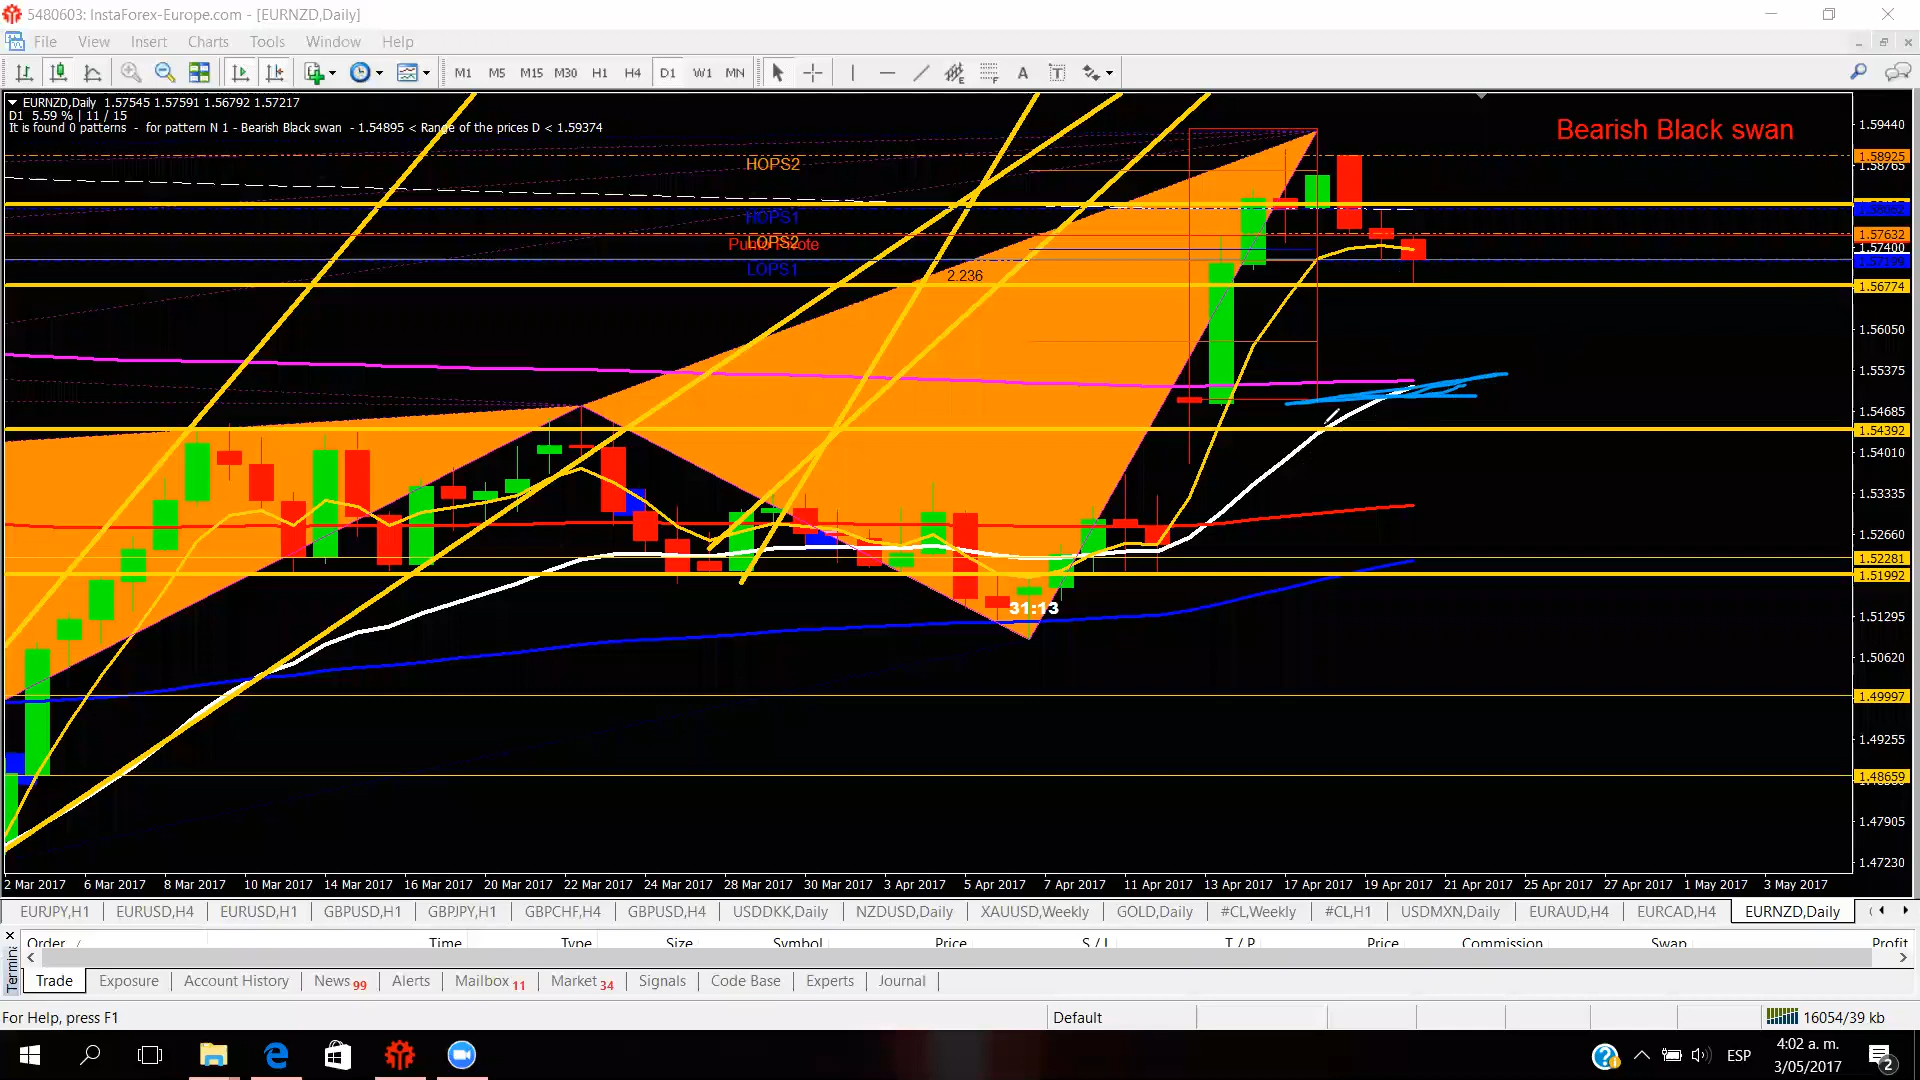 5480603: InstaForex-Europe.com - [EURNZD,Daily]
File View Insert Charts Tools Window Help
M1 M5 M15 M30 H1 H4 D1 W1 MN
EURNZD,Daily 1.57545 1.57591 1.56792 1.57217
D1 5.59 % | 11 / 15
It is found 0 patterns - for pattern N 1 - Bearish Black swan - 1.54895 < Range of the prices D < 1.59374
Bearish Black swan
HOPS2
HOPS1
LOPS2
LOPS1
2.236
31:13
1.59440
1.58925
1.58765
1.57632
1.57400
1.56774
1.56050
1.55375
1.54685
1.54392
1.54010
1.53335
1.52660
1.52281
1.51992
1.51295
1.50620
1.49997
1.49255
1.48659
1.47905
1.47230
2 Mar 2017 6 Mar 2017 8 Mar 2017 10 Mar 2017 14 Mar 2017 16 Mar 2017 20 Mar 2017 22 Mar 2017 24 Mar 2017 28 Mar 2017 30 Mar 2017 3 Apr 2017 5 Apr 2017 7 Apr 2017 11 Apr 2017 13 Apr 2017 17 Apr 2017 19 Apr 2017 21 Apr 2017 25 Apr 2017 27 Apr 2017 1 May 2017 3 May 2017
EURJPY,H1 EURUSD,H4 EURUSD,H1 GBPUSD,H1 GBPJPY,H1 GBPCHF,H4 GBPUSD,H4 USDDKK,Daily NZDUSD,Daily XAUUSD,Weekly GOLD,Daily #CL,Weekly #CL,H1 USDMXN,Daily EURAUD,H4 EURCAD,H4 EURNZD,Daily
Order Time Type Size Symbol Price S / L T / P Price Commission Swap Profit
Trade Exposure Account History News 99 Alerts Mailbox 11 Market 34 Signals Code Base Experts Journal
For Help, press F1
Default
16054/39 kb
ESP
4:02 a. m.
3/05/2017
2